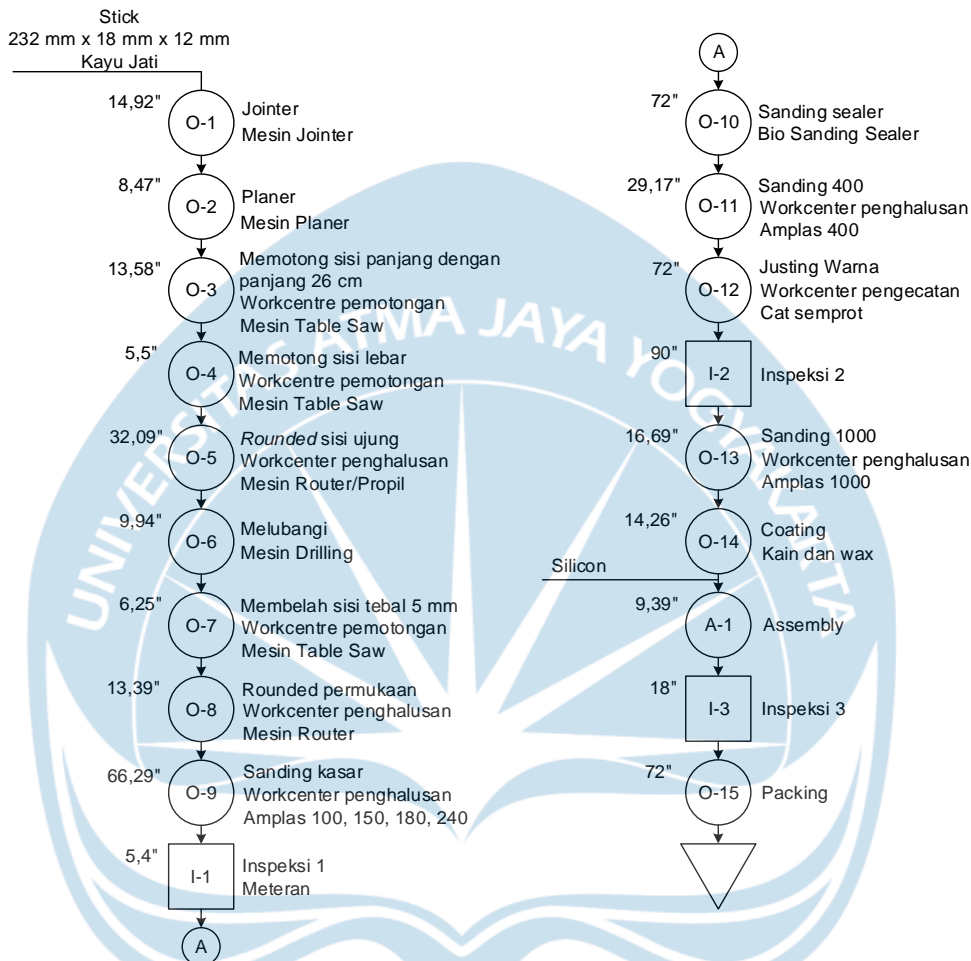 Stick
232 mm x 18 mm x 12 mm
Kayu Jati
14,92"
O-1
Jointer
Mesin Jointer
8,47"
O-2
Planer
Mesin Planer
13,58"
O-3
Memotong sisi panjang dengan
panjang 26 cm
Workcentre pemotongan
Mesin Table Saw
5,5"
O-4
Memotong sisi lebar
Workcentre pemotongan
Mesin Table Saw
32,09"
O-5
Rounded sisi ujung
Workcenter penghalusan
Mesin Router/Propil
9,94"
O-6
Melubangi
Mesin Drilling
6,25"
O-7
Membelah sisi tebal 5 mm
Workcentre pemotongan
Mesin Table Saw
13,39"
O-8
Rounded permukaan
Workcenter penghalusan
Mesin Router
66,29"
O-9
Sanding kasar
Workcenter penghalusan
Amplas 100, 150, 180, 240
5,4"
I-1
Inspeksi 1
Meteran
A
A
72"
O-10
Sanding sealer
Bio Sanding Sealer
29,17"
O-11
Sanding 400
Workcenter penghalusan
Amplas 400
72"
O-12
Justing Warna
Workcenter pengecatan
Cat semprot
90"
I-2
Inspeksi 2
16,69"
O-13
Sanding 1000
Workcenter penghalusan
Amplas 1000
14,26"
O-14
Coating
Kain dan wax
Silicon
9,39"
A-1
Assembly
18"
I-3
Inspeksi 3
72"
O-15
Packing
UNIVERSITAS ATMA JAYA YOGYAKARTA